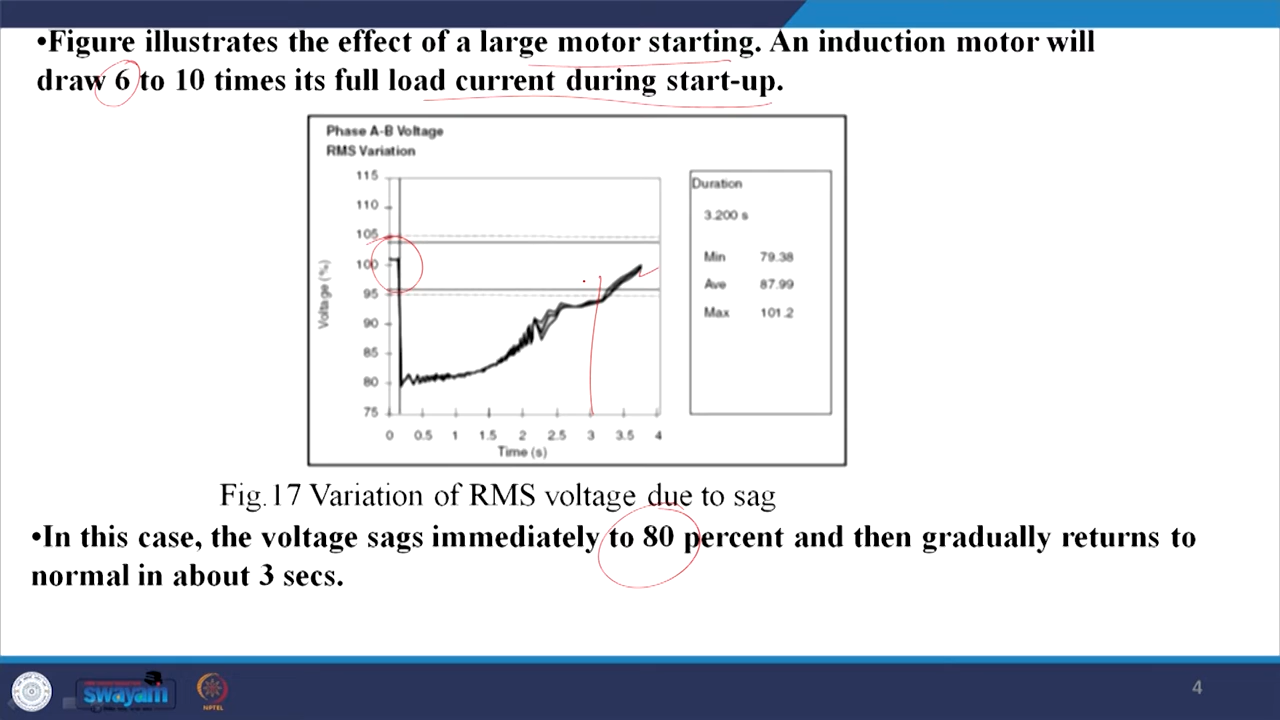 •Figure illustrates the effect of a large motor starting. An induction motor will
draw 6 to 10 times its full load current during start-up.
Phase A-B Voltage
RMS Variation
115
110
105
100
95
90
85
80
75
Voltage (%)
0 0.5 1 1.5 2 2.5 3 3.5 4
Time (s)
Duration
3.200 s
Min 79.38
Ave 87.99
Max 101.2
Fig.17 Variation of RMS voltage due to sag
•In this case, the voltage sags immediately to 80 percent and then gradually returns to
normal in about 3 secs.
swayam
NPTEL
4